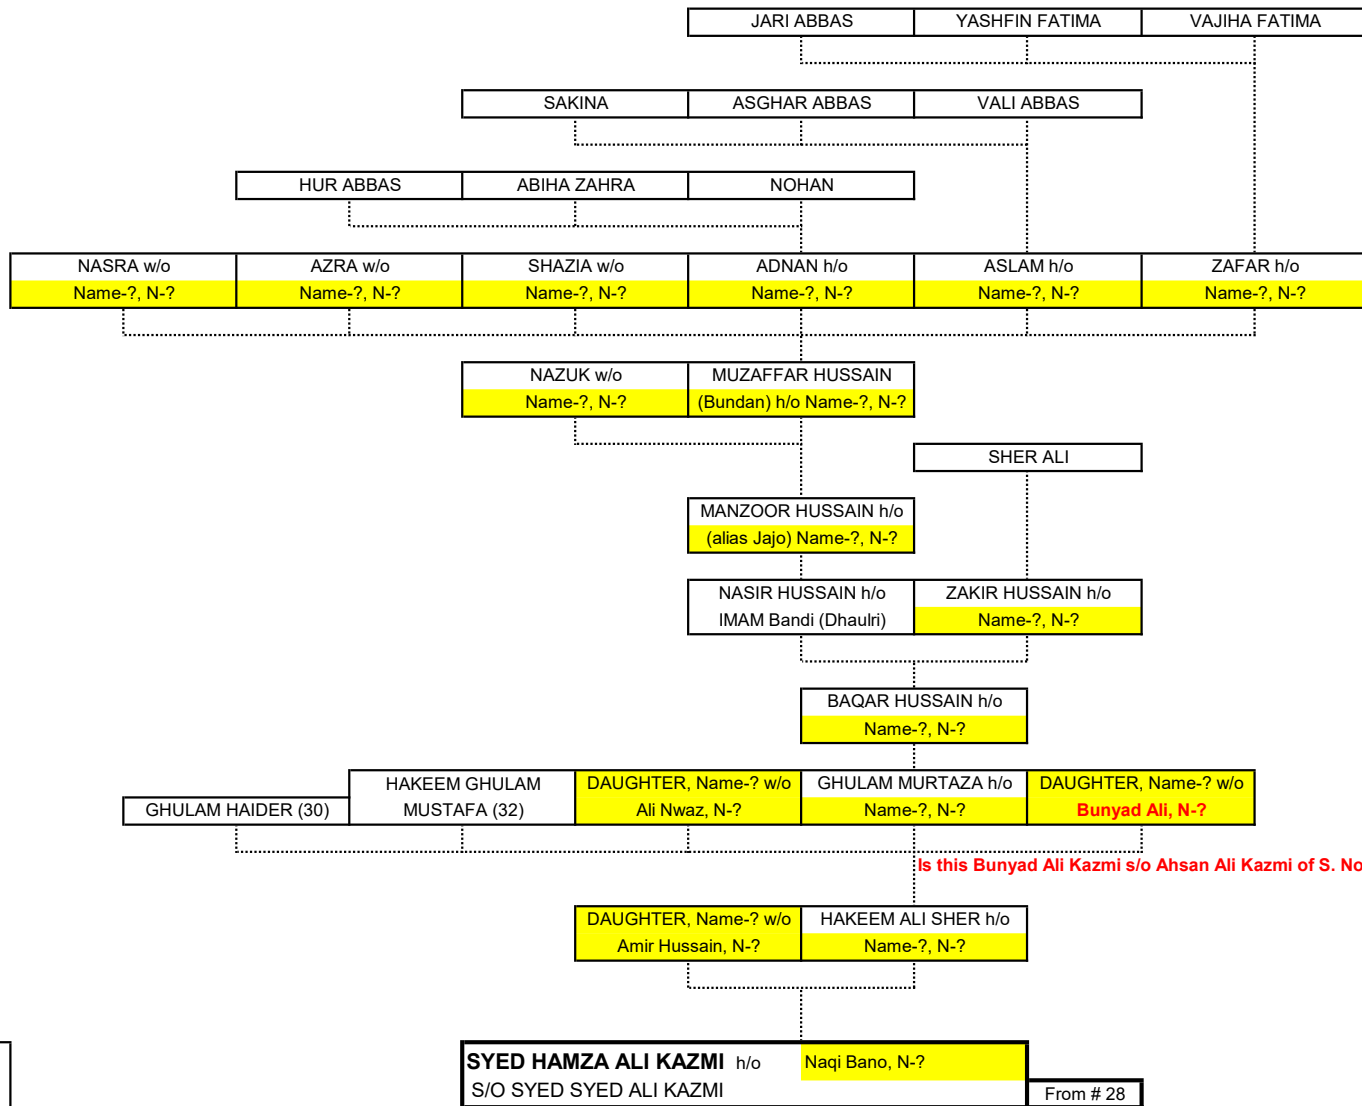 JARI ABBAS YASHFIN FATIMA VAJIHA FATIMA
SAKINA ASGHAR ABBAS VALI ABBAS
HUR ABBAS ABIHA ZAHRA NOHAN
NASRA w/o AZRA w/o SHAZIA w/o ADNAN h/o ASLAM h/o ZAFAR h/o
Name-?, N-? Name-?, N-? Name-?, N-? Name-?, N-? Name-?, N-? Name-?, N-?
NAZUK w/o MUZAFFAR HUSSAIN
Name-?, N-? (Bundan) h/o Name-?, N-?
SHER ALI
MANZOOR HUSSAIN h/o
(alias Jajo) Name-?, N-?
NASIR HUSSAIN h/o ZAKIR HUSSAIN h/o
IMAM Bandi (Dhaulri) Name-?, N-?
BAQAR HUSSAIN h/o
Name-?, N-?
HAKEEM GHULAM DAUGHTER, Name-? w/o GHULAM MURTAZA h/o DAUGHTER, Name-? w/o
GHULAM HAIDER (30) MUSTAFA (32) Ali Nwaz, N-? Name-?, N-? Bunyad Ali, N-?
Is this Bunyad Ali Kazmi s/o Ahsan Ali Kazmi of S. No
DAUGHTER, Name-? w/o HAKEEM ALI SHER h/o
Amir Hussain, N-? Name-?, N-?
SYED HAMZA ALI KAZMI h/o Naqi Bano, N-?
S/O SYED SYED ALI KAZMI
From # 28